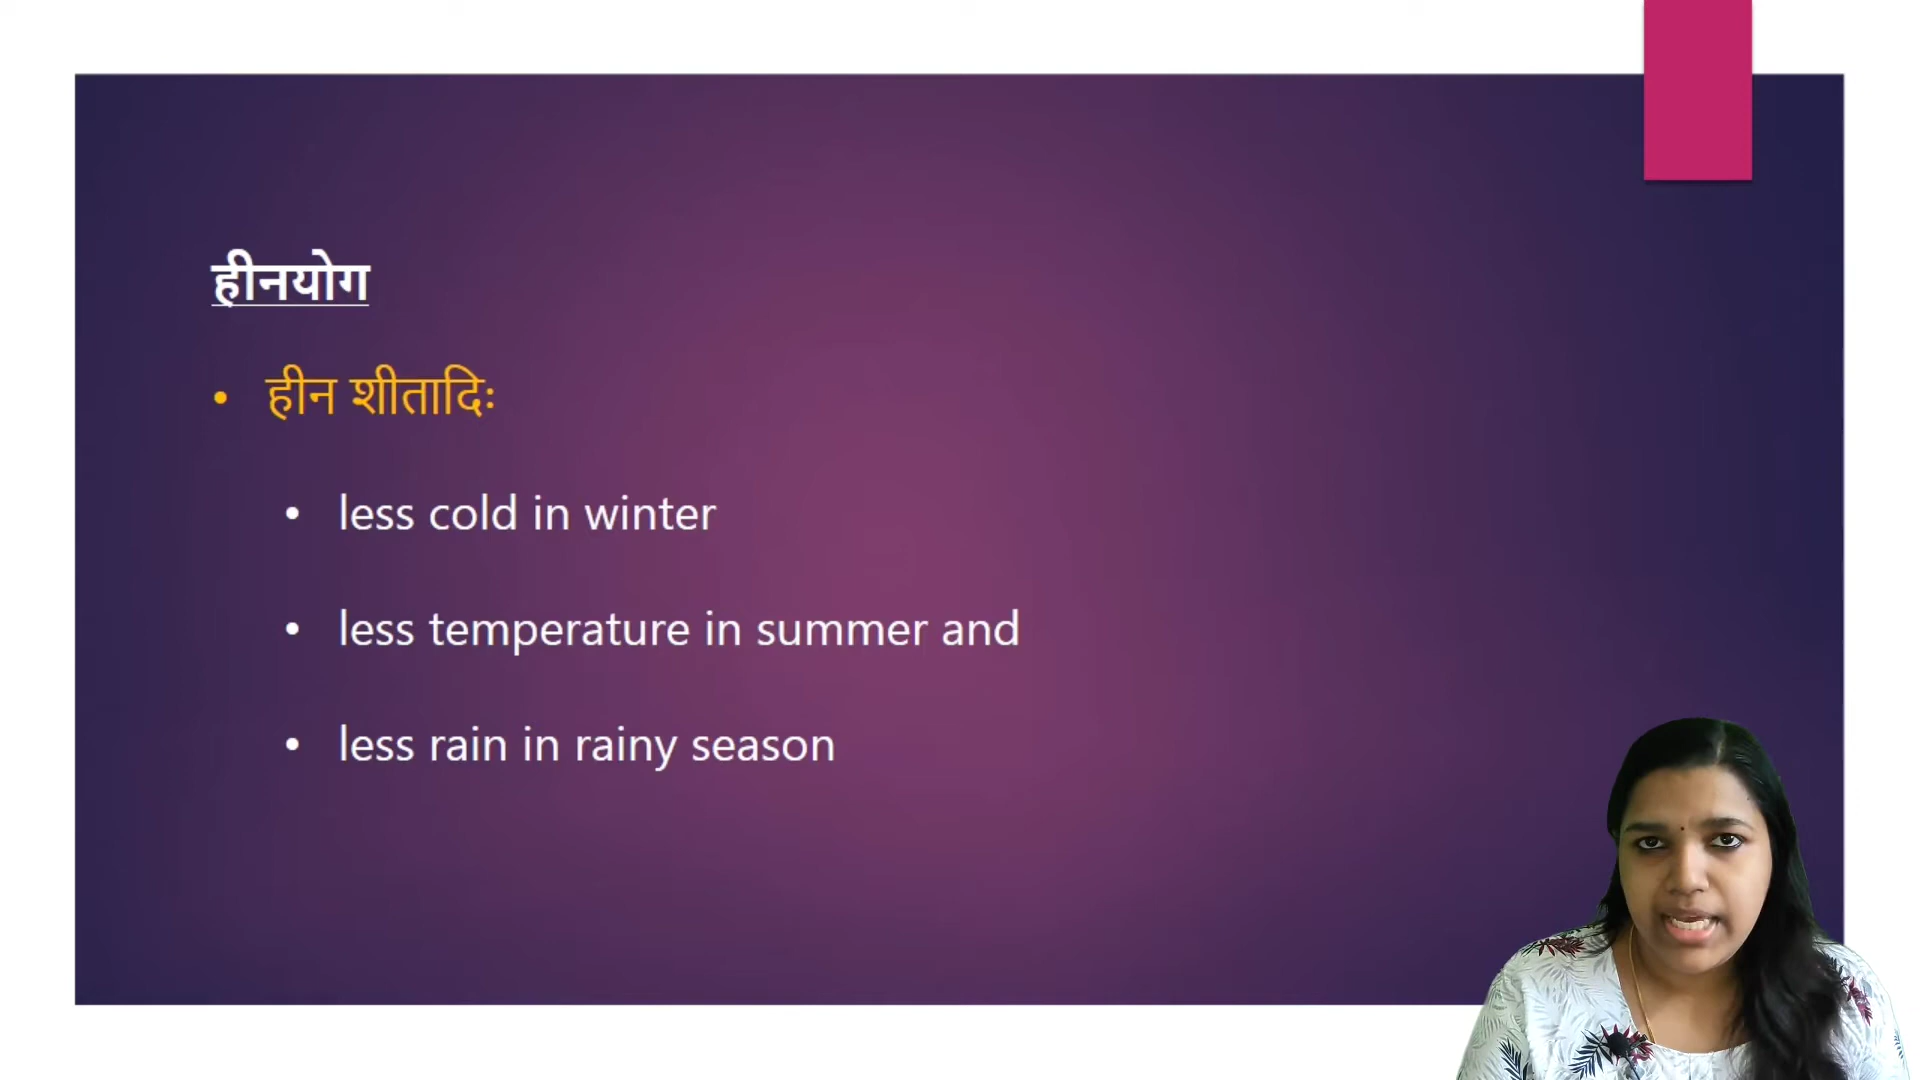 हीनयोग
• हीन शीतादिः
• less cold in winter
• less temperature in summer and
• less rain in rainy season